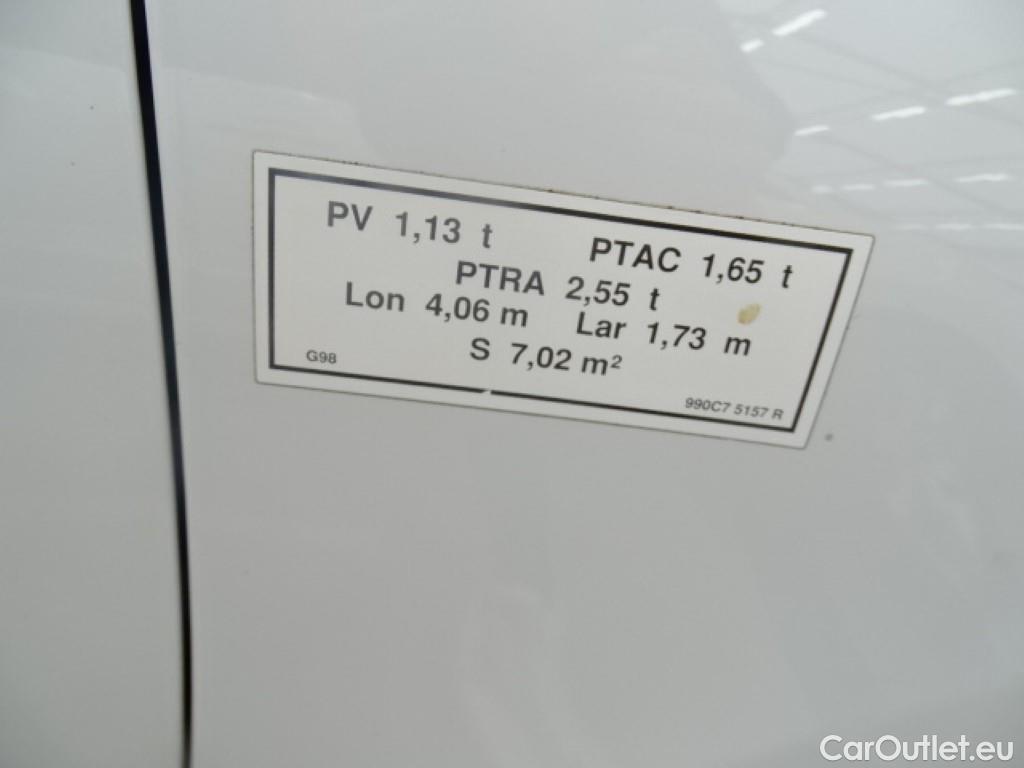 PV 1,13 t PTAC 1,65 t
PTRA 2,55 t
Lon 4,06 m Lar 1,73 m
S 7,02 m²
G98 990C7 5157 R
CarOutlet.eu